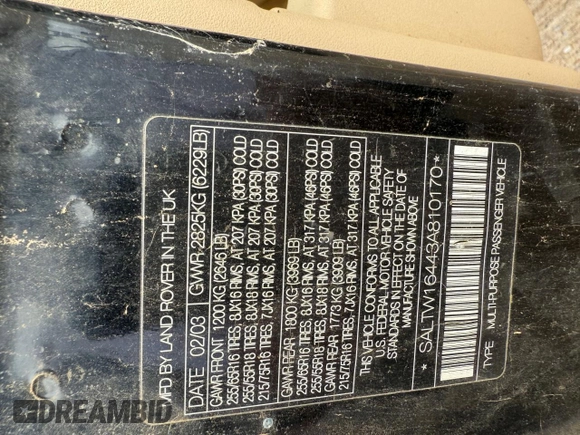 MFD BY LAND ROVER IN THE UK
DATE 02/03 GVWR 2825KG (6229LB)
GAWR FRONT 1200 KG (2646 LB)
255/65R16 TIRES, 8JX16 RIMS, AT 207 KPA (30PSI) COLD
255/55R18 TIRES, 8JX18 RIMS, AT 207 KPA (30PSI) COLD
215/75R16 TIRES, 7JX16 RIMS, AT 207 KPA (30PSI) COLD
GAWR REAR 1800 KG (3969 LB)
255/65R16 TIRES, 8JX16 RIMS, AT 317 KPA (46PSI) COLD
255/55R18 TIRES, 8JX18 RIMS, AT 317 KPA (46PSI) COLD
GAWR REAR 1773 KG (3909 LB)
215/75R16 TIRES, 7JX16 RIMS, AT 317 KPA (46PSI) COLD
THIS VEHICLE CONFORMS TO ALL APPLICABLE
U.S. FEDERAL MOTOR VEHICLE SAFETY
STANDARDS IN EFFECT ON THE DATE OF
MANUFACTURE SHOWN ABOVE
*SALTW16443A810170*
TYPE MULTI-PURPOSE PASSENGER VEHICLE
DREAMBID